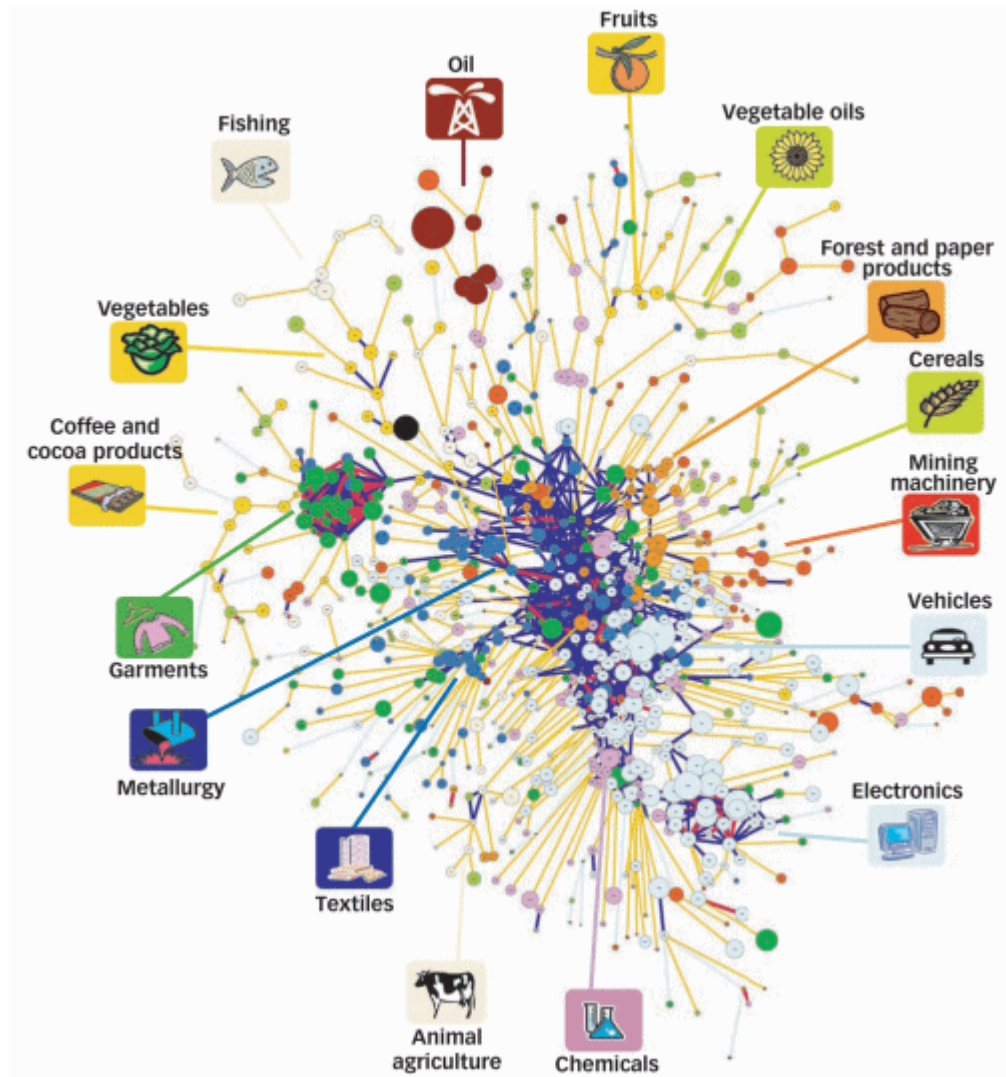 Fruits
Oil
Vegetable oils
Fishing
Forest and paper
products
Vegetables
Cereals
Coffee and
cocoa products
Mining
machinery
Vehicles
Garments
Metallurgy
Electronics
Textiles
Animal
agriculture
Chemicals